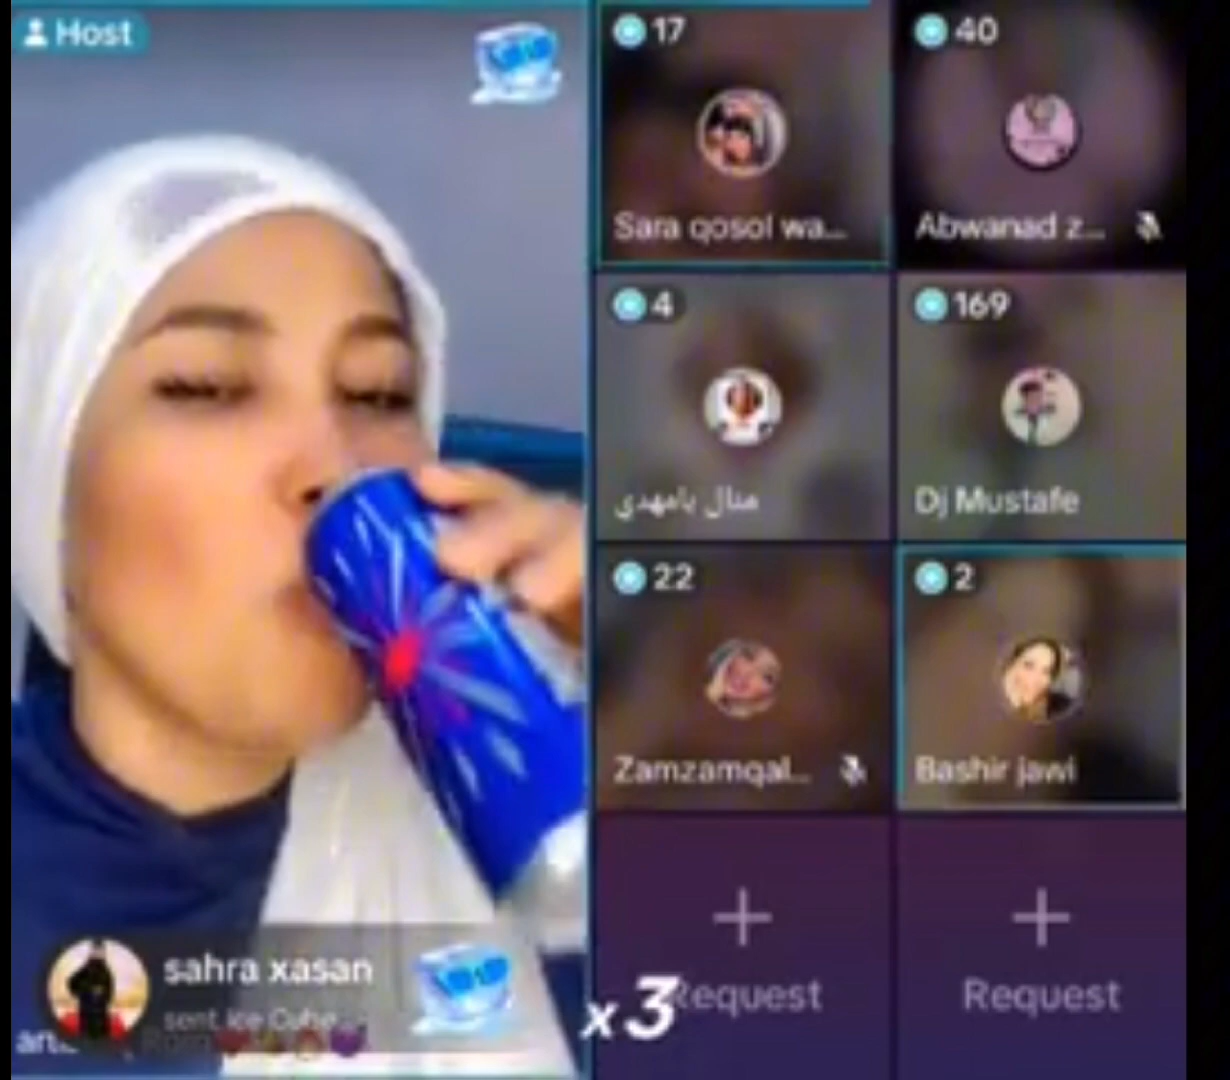 Host
17
Sara qosol wa...
40
Abwanad z...
4
منال بامهدي
169
Dj Mustafe
22
Zamzamqal...
2
Bashir jawi
sahra xasan
sent Ice Cube
x3
Request
Request